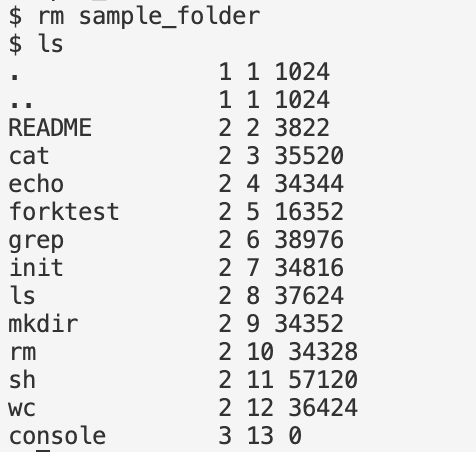 $ rm sample_folder
$ ls
. 1 1 1024
.. 1 1 1024
README 2 2 3822
cat 2 3 35520
echo 2 4 34344
forktest 2 5 16352
grep 2 6 38976
init 2 7 34816
ls 2 8 37624
mkdir 2 9 34352
rm 2 10 34328
sh 2 11 57120
wc 2 12 36424
console 3 13 0